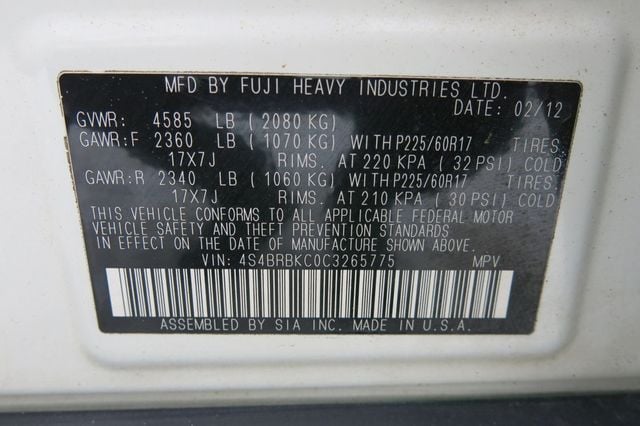 MFD BY FUJI HEAVY INDUSTRIES LTD.
DATE: 02/12
GVWR: 4585 LB (2080 KG)
GAWR:F 2360 LB (1070 KG) WITH P225/60R17 TIRES.
17X7J RIMS. AT 220 KPA (32 PSI) COLD
GAWR:R 2340 LB (1060 KG) WITH P225/60R17 TIRES.
17X7J RIMS. AT 210 KPA (30 PSI) COLD
THIS VEHICLE CONFORMS TO ALL APPLICABLE FEDERAL MOTOR
VEHICLE SAFETY AND THEFT PREVENTION STANDARDS
IN EFFECT ON THE DATE OF MANUFACTURE SHOWN ABOVE.
VIN: 4S4BRBKC0C3265775 MPV
ASSEMBLED BY SIA INC. MADE IN U.S.A.